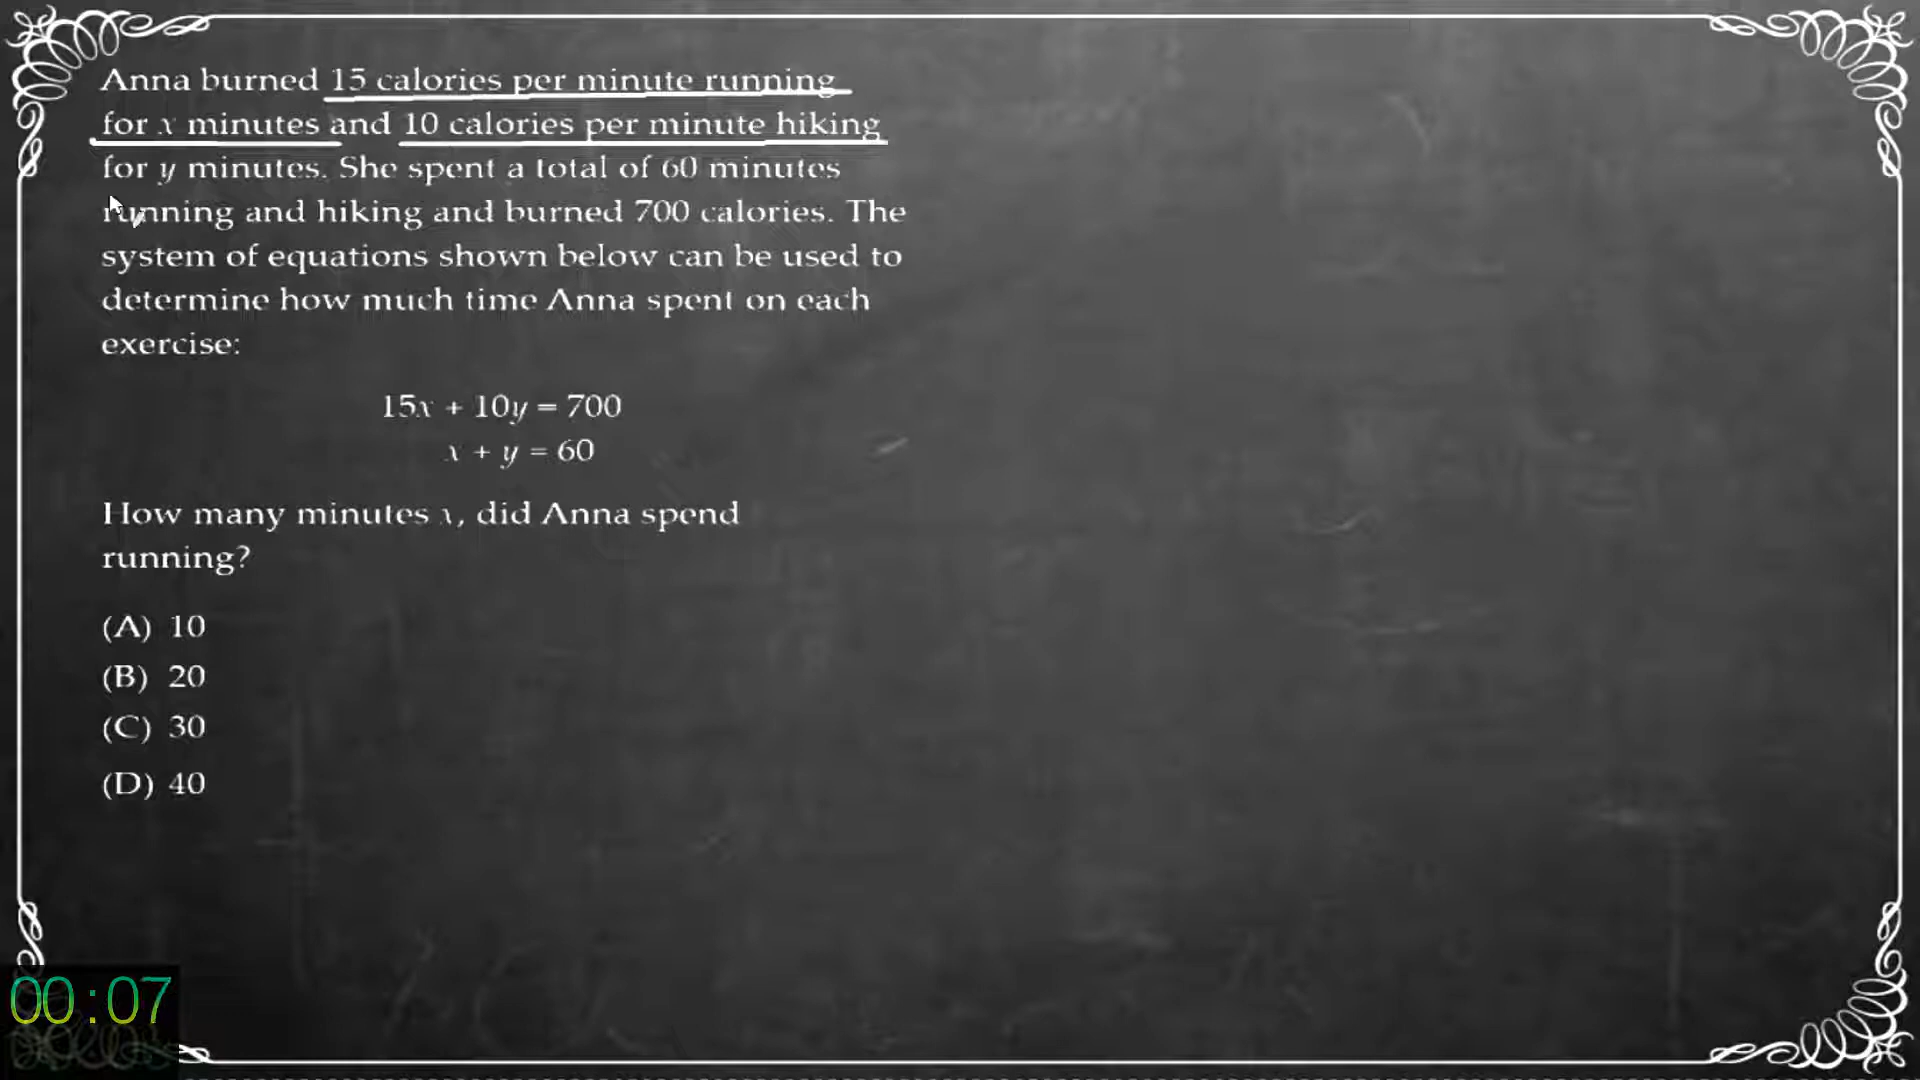 Anna burned 15 calories per minute running
for x minutes and 10 calories per minute hiking
for y minutes. She spent a total of 60 minutes
running and hiking and burned 700 calories. The
system of equations shown below can be used to
determine how much time Anna spent on each
exercise:
15x + 10y = 700
x + y = 60
How many minutes x, did Anna spend
running?
(A) 10
(B) 20
(C) 30
(D) 40
00:07